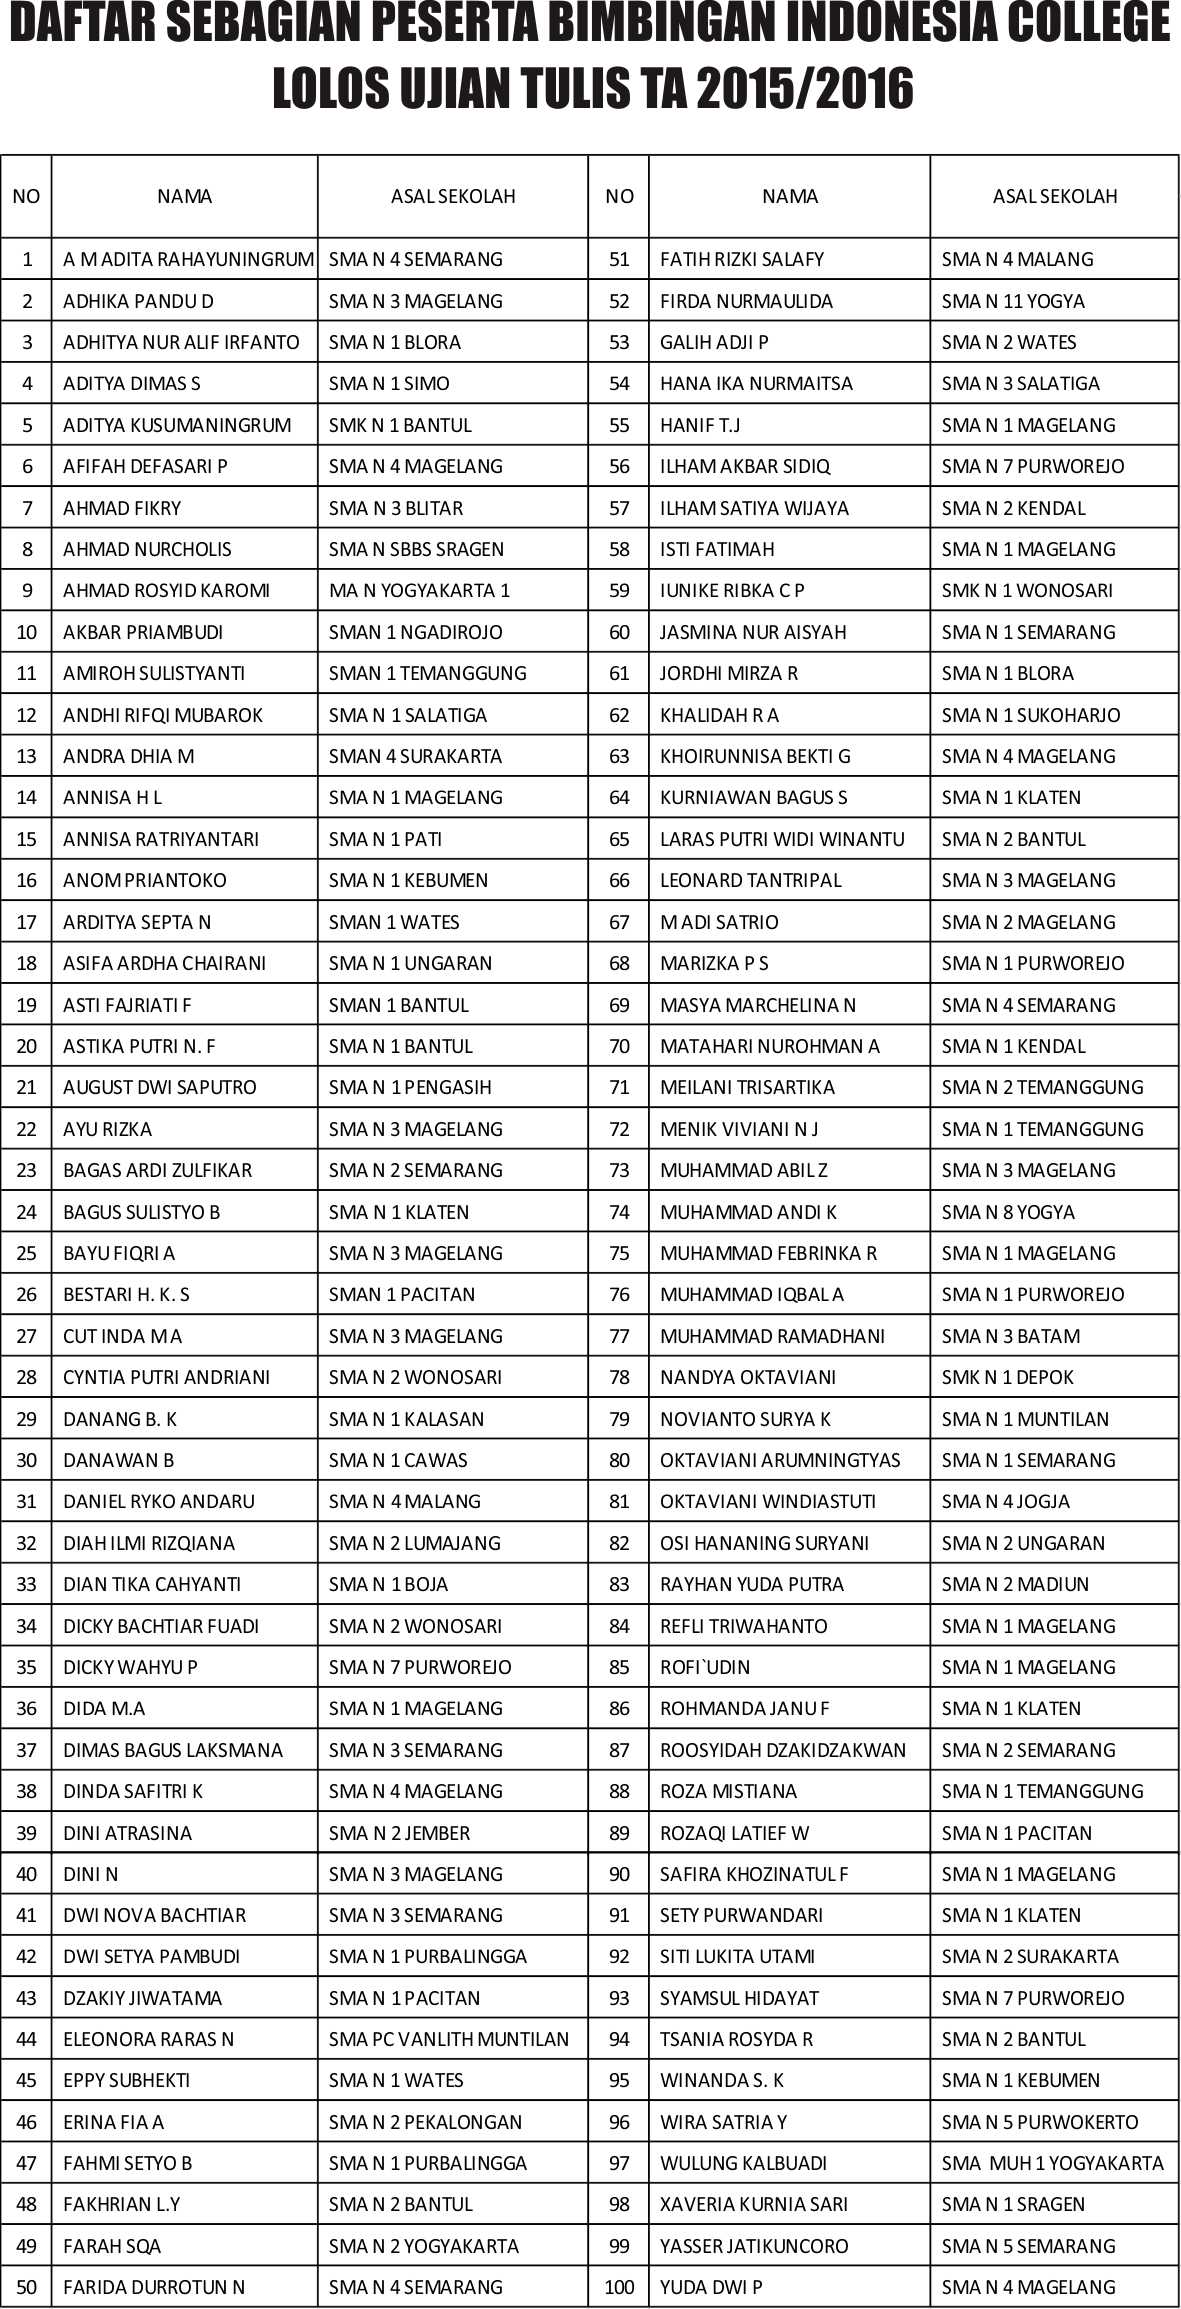 DAFTAR SEBAGIAN PESERTA BIMBINGAN INDONESIA COLLEGE
LOLOS UJIAN TULIS TA 2015/2016
NO NAMA ASAL SEKOLAH NO NAMA ASAL SEKOLAH
1 A M ADITA RAHAYUNINGRUM SMA N 4 SEMARANG 51 FATIH RIZKI SALAFY SMA N 4 MALANG
2 ADHIKA PANDU D SMA N 3 MAGELANG 52 FIRDA NURMAULIDA SMA N 11 YOGYA
3 ADHITYA NUR ALIF IRFANTO SMA N 1 BLORA 53 GALIH ADJI P SMA N 2 WATES
4 ADITYA DIMAS S SMA N 1 SIMO 54 HANA IKA NURMAITSA SMA N 3 SALATIGA
5 ADITYA KUSUMANINGRUM SMK N 1 BANTUL 55 HANIF T.J SMA N 1 MAGELANG
6 AFIFAH DEFASARI P SMA N 4 MAGELANG 56 ILHAM AKBAR SIDIQ SMA N 7 PURWOREJO
7 AHMAD FIKRY SMA N 3 BLITAR 57 ILHAM SATIYA WIJAYA SMA N 2 KENDAL
8 AHMAD NURCHOLIS SMA N SBBS SRAGEN 58 ISTI FATIMAH SMA N 1 MAGELANG
9 AHMAD ROSYID KAROMI MA N YOGYAKARTA 1 59 IUNIKE RIBKA C P SMK N 1 WONOSARI
10 AKBAR PRIAMBUDI SMAN 1 NGADIROJO 60 JASMINA NUR AISYAH SMA N 1 SEMARANG
11 AMIROH SULISTYANTI SMAN 1 TEMANGGUNG 61 JORDHI MIRZA R SMA N 1 BLORA
12 ANDHI RIFQI MUBAROK SMA N 1 SALATIGA 62 KHALIDAH R A SMA N 1 SUKOHARJO
13 ANDRA DHIA M SMAN 4 SURAKARTA 63 KHOIRUNNISA BEKTI G SMA N 4 MAGELANG
14 ANNISA H L SMA N 1 MAGELANG 64 KURNIAWAN BAGUS S SMA N 1 KLATEN
15 ANNISA RATRIYANTARI SMA N 1 PATI 65 LARAS PUTRI WIDI WINANTU SMA N 2 BANTUL
16 ANOM PRIANTOKO SMA N 1 KEBUMEN 66 LEONARD TANTRIPAL SMA N 3 MAGELANG
17 ARDITYA SEPTA N SMAN 1 WATES 67 M ADI SATRIO SMA N 2 MAGELANG
18 ASIFA ARDHA CHAIRANI SMA N 1 UNGARAN 68 MARIZKA P S SMA N 1 PURWOREJO
19 ASTI FAJRIATI F SMAN 1 BANTUL 69 MASYA MARCHELINA N SMA N 4 SEMARANG
20 ASTIKA PUTRI N. F SMA N 1 BANTUL 70 MATAHARI NUROHMAN A SMA N 1 KENDAL
21 AUGUST DWI SAPUTRO SMA N 1 PENGASIH 71 MEILANI TRISARTIKA SMA N 2 TEMANGGUNG
22 AYU RIZKA SMA N 3 MAGELANG 72 MENIK VIVIANI N J SMA N 1 TEMANGGUNG
23 BAGAS ARDI ZULFIKAR SMA N 2 SEMARANG 73 MUHAMMAD ABIL Z SMA N 3 MAGELANG
24 BAGUS SULISTYO B SMA N 1 KLATEN 74 MUHAMMAD ANDI K SMA N 8 YOGYA
25 BAYU FIQRI A SMA N 3 MAGELANG 75 MUHAMMAD FEBRINKA R SMA N 1 MAGELANG
26 BESTARI H. K. S SMAN 1 PACITAN 76 MUHAMMAD IQBAL A SMA N 1 PURWOREJO
27 CUT INDA M A SMA N 3 MAGELANG 77 MUHAMMAD RAMADHANI SMA N 3 BATAM
28 CYNTIA PUTRI ANDRIANI SMA N 2 WONOSARI 78 NANDYA OKTAVIANI SMK N 1 DEPOK
29 DANANG B. K SMA N 1 KALASAN 79 NOVIANTO SURYA K SMA N 1 MUNTILAN
30 DANAWAN B SMA N 1 CAWAS 80 OKTAVIANI ARUMNINGTYAS SMA N 1 SEMARANG
31 DANIEL RYKO ANDARU SMA N 4 MALANG 81 OKTAVIANI WINDIASTUTI SMA N 4 JOGJA
32 DIAH ILMI RIZQIANA SMA N 2 LUMAJANG 82 OSI HANANING SURYANI SMA N 2 UNGARAN
33 DIAN TIKA CAHYANTI SMA N 1 BOJA 83 RAYHAN YUDA PUTRA SMA N 2 MADIUN
34 DICKY BACHTIAR FUADI SMA N 2 WONOSARI 84 REFLI TRIWAHANTO SMA N 1 MAGELANG
35 DICKY WAHYU P SMA N 7 PURWOREJO 85 ROFI`UDIN SMA N 1 MAGELANG
36 DIDA M.A SMA N 1 MAGELANG 86 ROHMANDA JANU F SMA N 1 KLATEN
37 DIMAS BAGUS LAKSMANA SMA N 3 SEMARANG 87 ROOSYIDAH DZAKIDZAKWAN SMA N 2 SEMARANG
38 DINDA SAFITRI K SMA N 4 MAGELANG 88 ROZA MISTIANA SMA N 1 TEMANGGUNG
39 DINI ATRASINA SMA N 2 JEMBER 89 ROZAQI LATIEF W SMA N 1 PACITAN
40 DINI N SMA N 3 MAGELANG 90 SAFIRA KHOZINATUL F SMA N 1 MAGELANG
41 DWI NOVA BACHTIAR SMA N 3 SEMARANG 91 SETY PURWANDARI SMA N 1 KLATEN
42 DWI SETYA PAMBUDI SMA N 1 PURBALINGGA 92 SITI LUKITA UTAMI SMA N 2 SURAKARTA
43 DZAKIY JIWATAMA SMA N 1 PACITAN 93 SYAMSUL HIDAYAT SMA N 7 PURWOREJO
44 ELEONORA RARAS N SMA PC VANLITH MUNTILAN 94 TSANIA ROSYDA R SMA N 2 BANTUL
45 EPPY SUBHEKTI SMA N 1 WATES 95 WINANDA S. K SMA N 1 KEBUMEN
46 ERINA FIA A SMA N 2 PEKALONGAN 96 WIRA SATRIA Y SMA N 5 PURWOKERTO
47 FAHMI SETYO B SMA N 1 PURBALINGGA 97 WULUNG KALBUADI SMA MUH 1 YOGYAKARTA
48 FAKHRIAN L.Y SMA N 2 BANTUL 98 XAVERIA KURNIA SARI SMA N 1 SRAGEN
49 FARAH SQA SMA N 2 YOGYAKARTA 99 YASSER JATIKUNCORO SMA N 5 SEMARANG
50 FARIDA DURROTUN N SMA N 4 SEMARANG 100 YUDA DWI P SMA N 4 MAGELANG